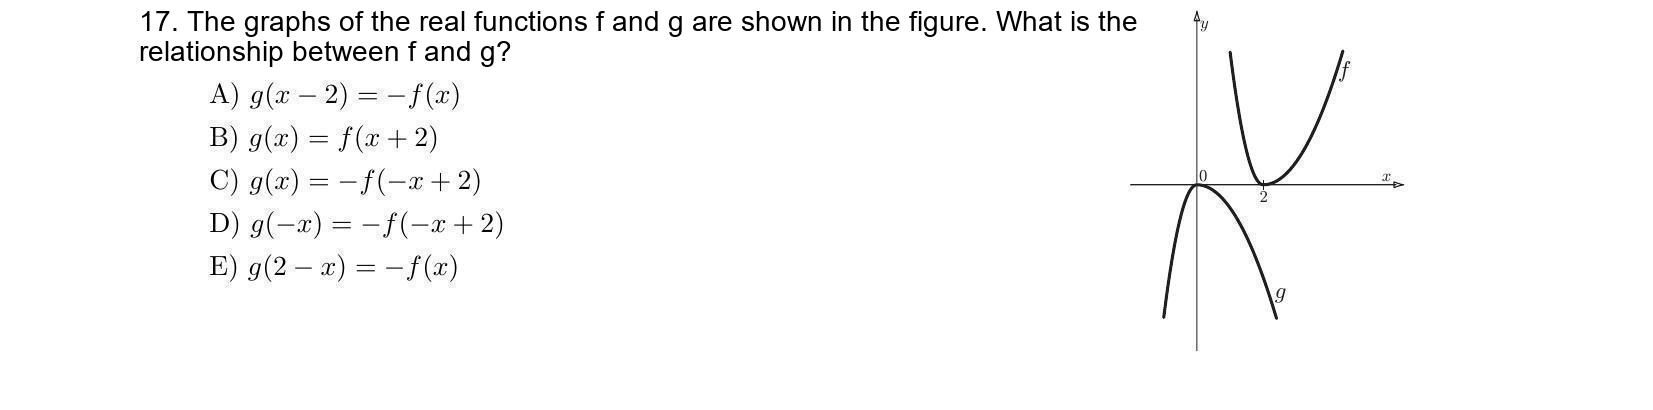 17. The graphs of the real functions f and g are shown in the figure. What is the
relationship between f and g?
A) g(x − 2) = −f(x)
B) g(x) = f(x + 2)
C) g(x) = −f(−x + 2)
D) g(−x) = −f(−x + 2)
E) g(2 − x) = −f(x)
y
f
0
x
2
g